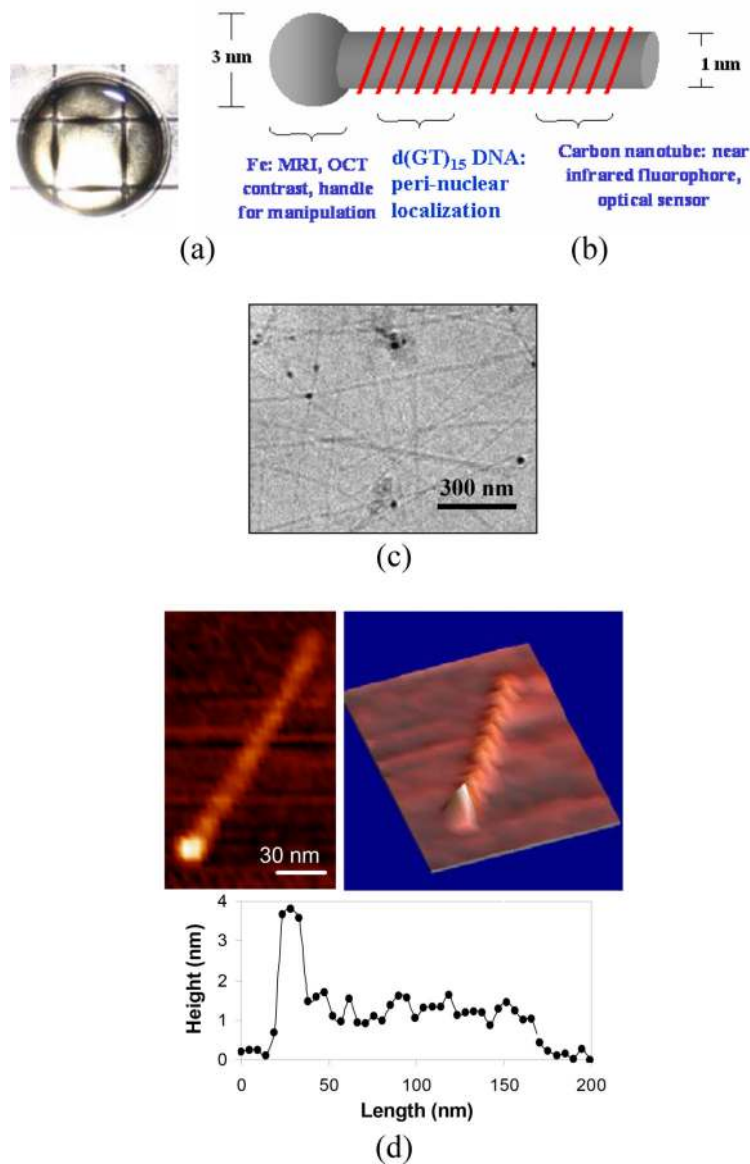 3 nm
1 nm
Fe: MRI, OCT
contrast, handle
for manipulation
d(GT)15 DNA:
peri-nuclear
localization
Carbon nanotube: near
infrared fluorophore,
optical sensor
(a)
(b)
300 nm
(c)
30 nm
4
3
2
1
0
Height (nm)
0
50
100
150
200
Length (nm)
(d)